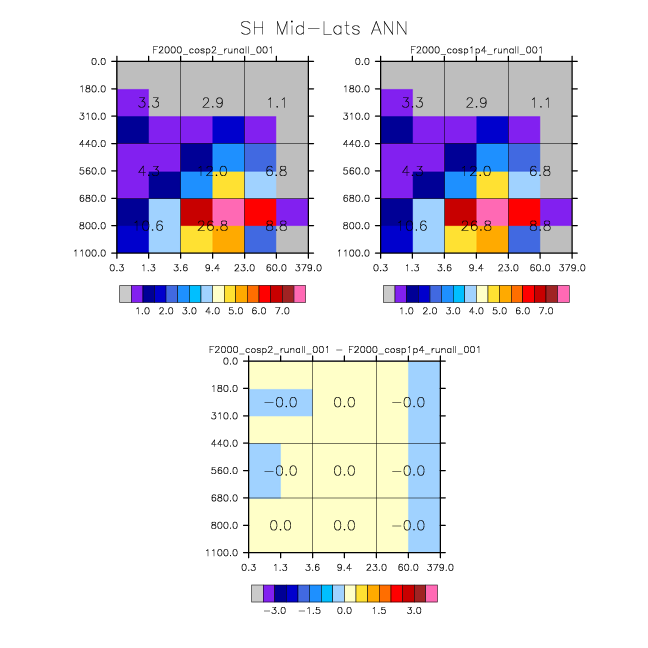 SH Mid-Lats ANN
F2000_cosp2_runall_001
0.0
180.0
310.0
440.0
560.0
680.0
800.0
1100.0
3.3 2.9 1.1
4.3 12.0 6.8
10.6 26.8 8.8
0.3 1.3 3.6 9.4 23.0 60.0 379.0
1.0 2.0 3.0 4.0 5.0 6.0 7.0
F2000_cosp1p4_runall_001
0.0
180.0
310.0
440.0
560.0
680.0
800.0
1100.0
3.3 2.9 1.1
4.3 12.0 6.8
10.6 26.8 8.8
0.3 1.3 3.6 9.4 23.0 60.0 379.0
1.0 2.0 3.0 4.0 5.0 6.0 7.0
F2000_cosp2_runall_001 - F2000_cosp1p4_runall_001
0.0
180.0
310.0
440.0
560.0
680.0
800.0
1100.0
-0.0 0.0 -0.0
-0.0 0.0 -0.0
0.0 0.0 -0.0
0.3 1.3 3.6 9.4 23.0 60.0 379.0
-3.0 -1.5 0.0 1.5 3.0